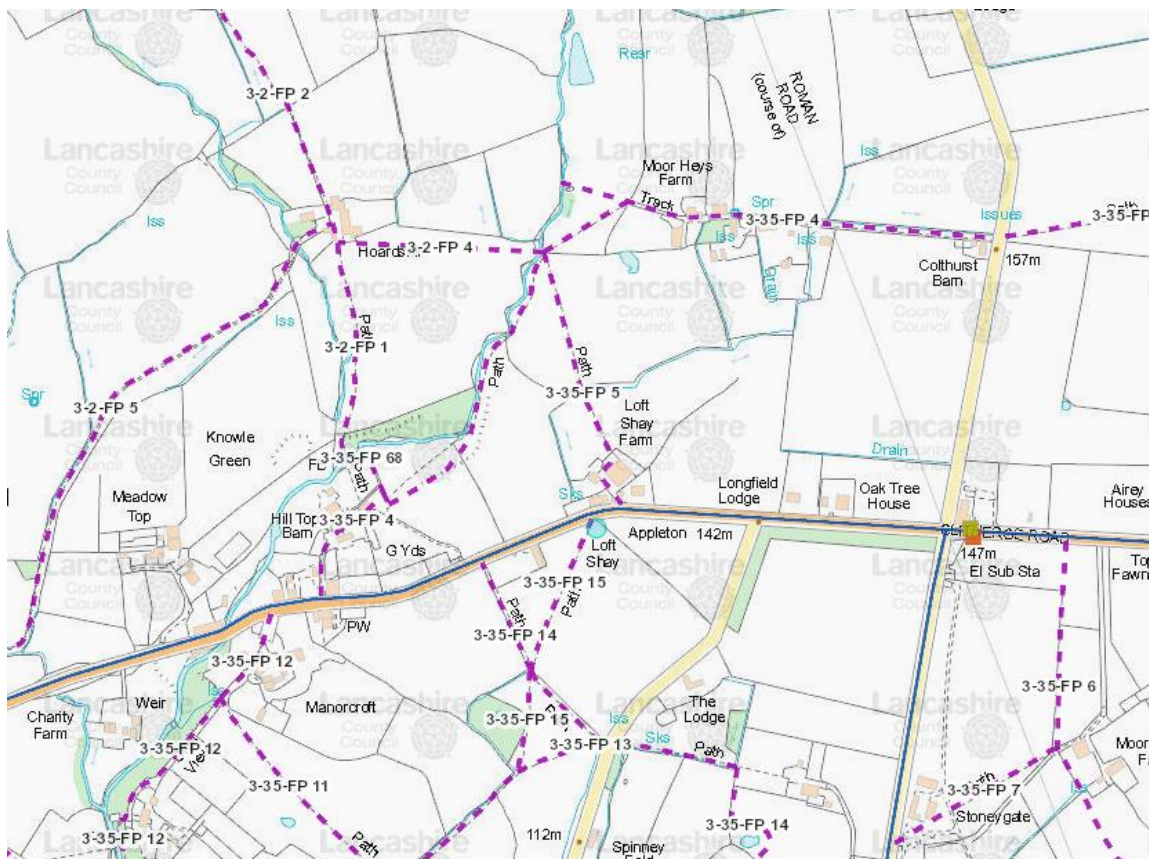 Lancashire
County
Council
3-2-FP 2
Resr
ROMAN
ROAD
(course of)
Iss
Moor Heys
Farm
Track
Spr
3-35-FP 4
Issues
3-35-FP
Iss
3-2-FP 4
Iss
Iss
Drain
Colthurst
Barn
157m
Iss
Path
3-2-FP 1
Path
Path
3-35-FP 5
Spr
3-2-FP 5
Loft
Shay
Farm
Knowle
Green
3-35-FP 68
Path
Drain
Meadow
Top
Sks
Longfield
Lodge
Oak Tree
House
Airey
Houses
Hill Top
Barn
3-35-FP 4
G Yds
Appleton
142m
147m
El Sub Sta
Loft
Shay
3-35-FP 15
Path
Path
PW
3-35-FP 14
3-35-FP 12
Weir
Charity
Farm
Manorcroft
3-35-FP 15
3-35-FP 13
Iss
Sks
The
Lodge
Path
3-35-FP 6
3-35-FP 12
3-35-FP 11
3-35-FP 7
Stoneygate
3-35-FP 12
Path
112m
Spinney
3-35-FP 14